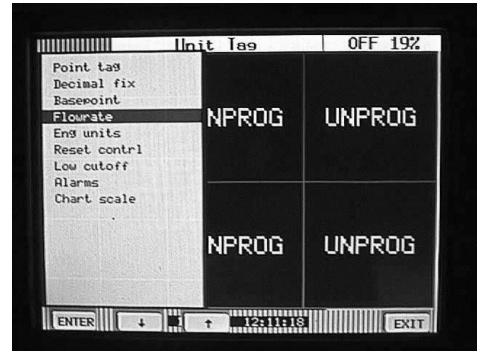 Unit Tag OFF 19%
Point tag
Decimal fix
Basepoint
Flowrate
Eng units
Reset contrl
Low cutoff
Alarms
Chart scale
NPROG UNPROG
NPROG UNPROG
ENTER ↓ ↑ 12:11:18 EXIT